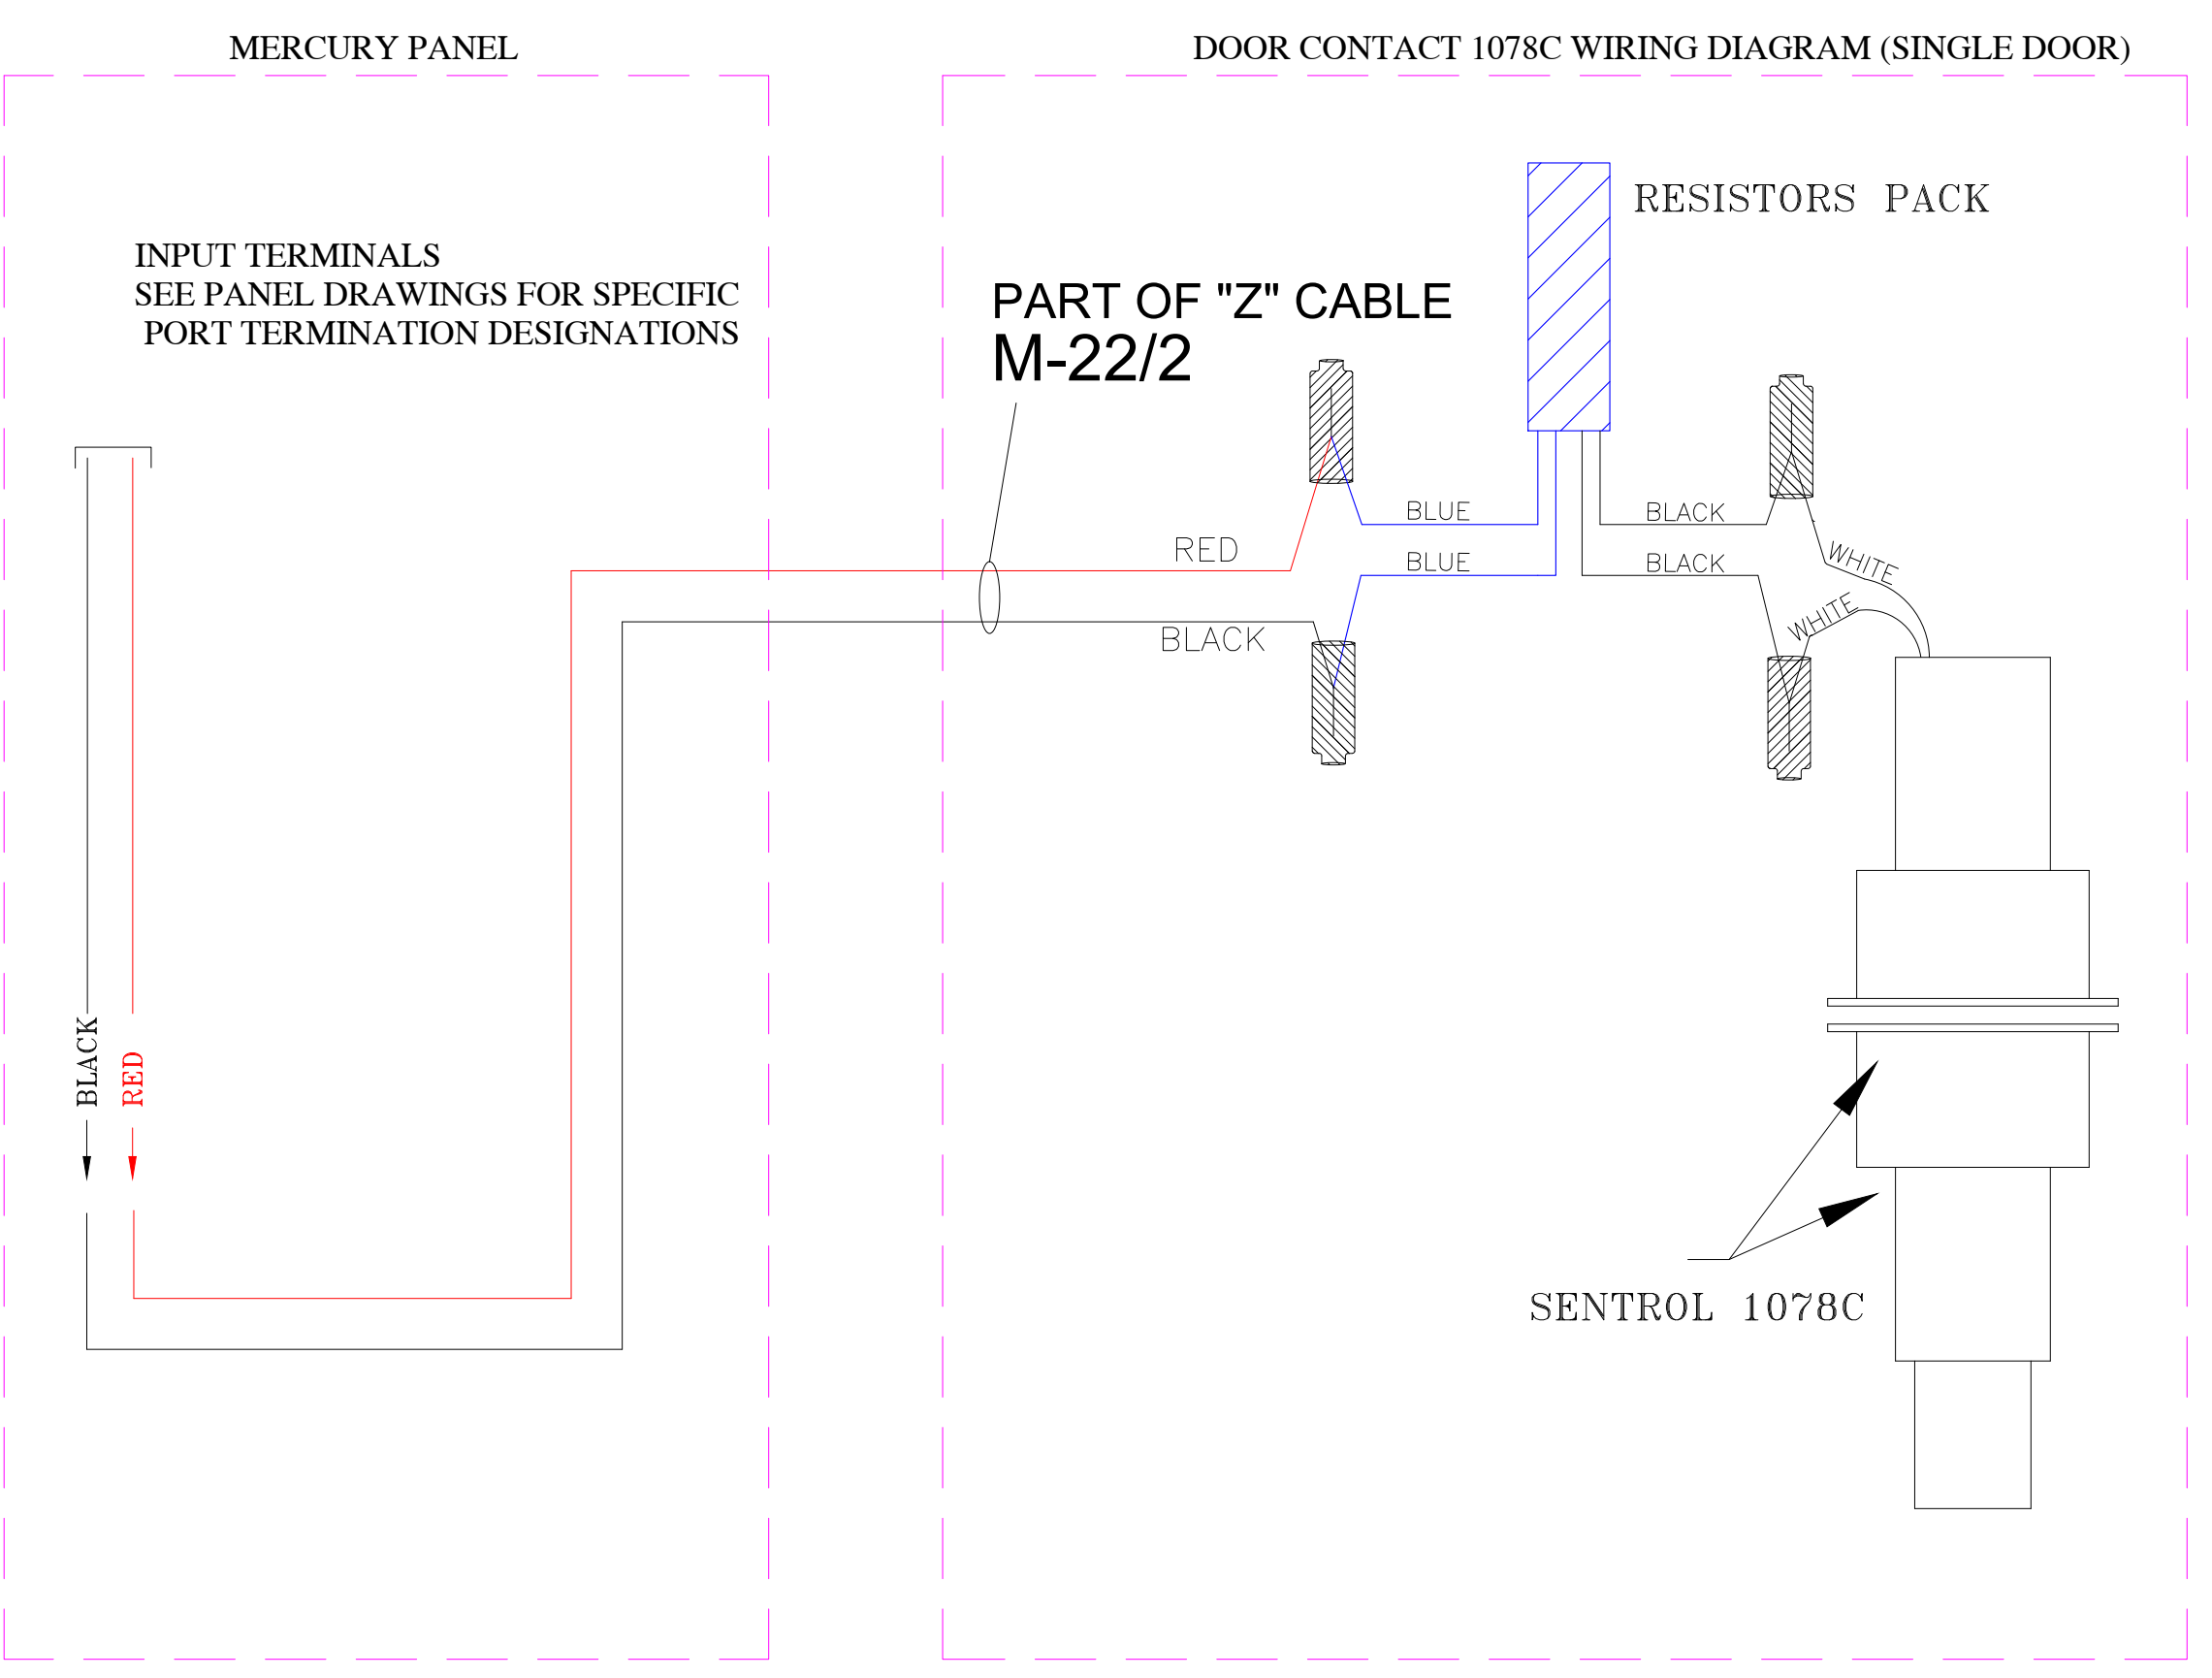 MERCURY PANEL
DOOR CONTACT 1078C WIRING DIAGRAM (SINGLE DOOR)
RESISTORS PACK
INPUT TERMINALS
SEE PANEL DRAWINGS FOR SPECIFIC
PORT TERMINATION DESIGNATIONS
PART OF "Z" CABLE
M-22/2
BLUE
BLACK
RED
BLUE
BLACK
WHITE
WHITE
BLACK
BLACK
RED
SENTROL 1078C